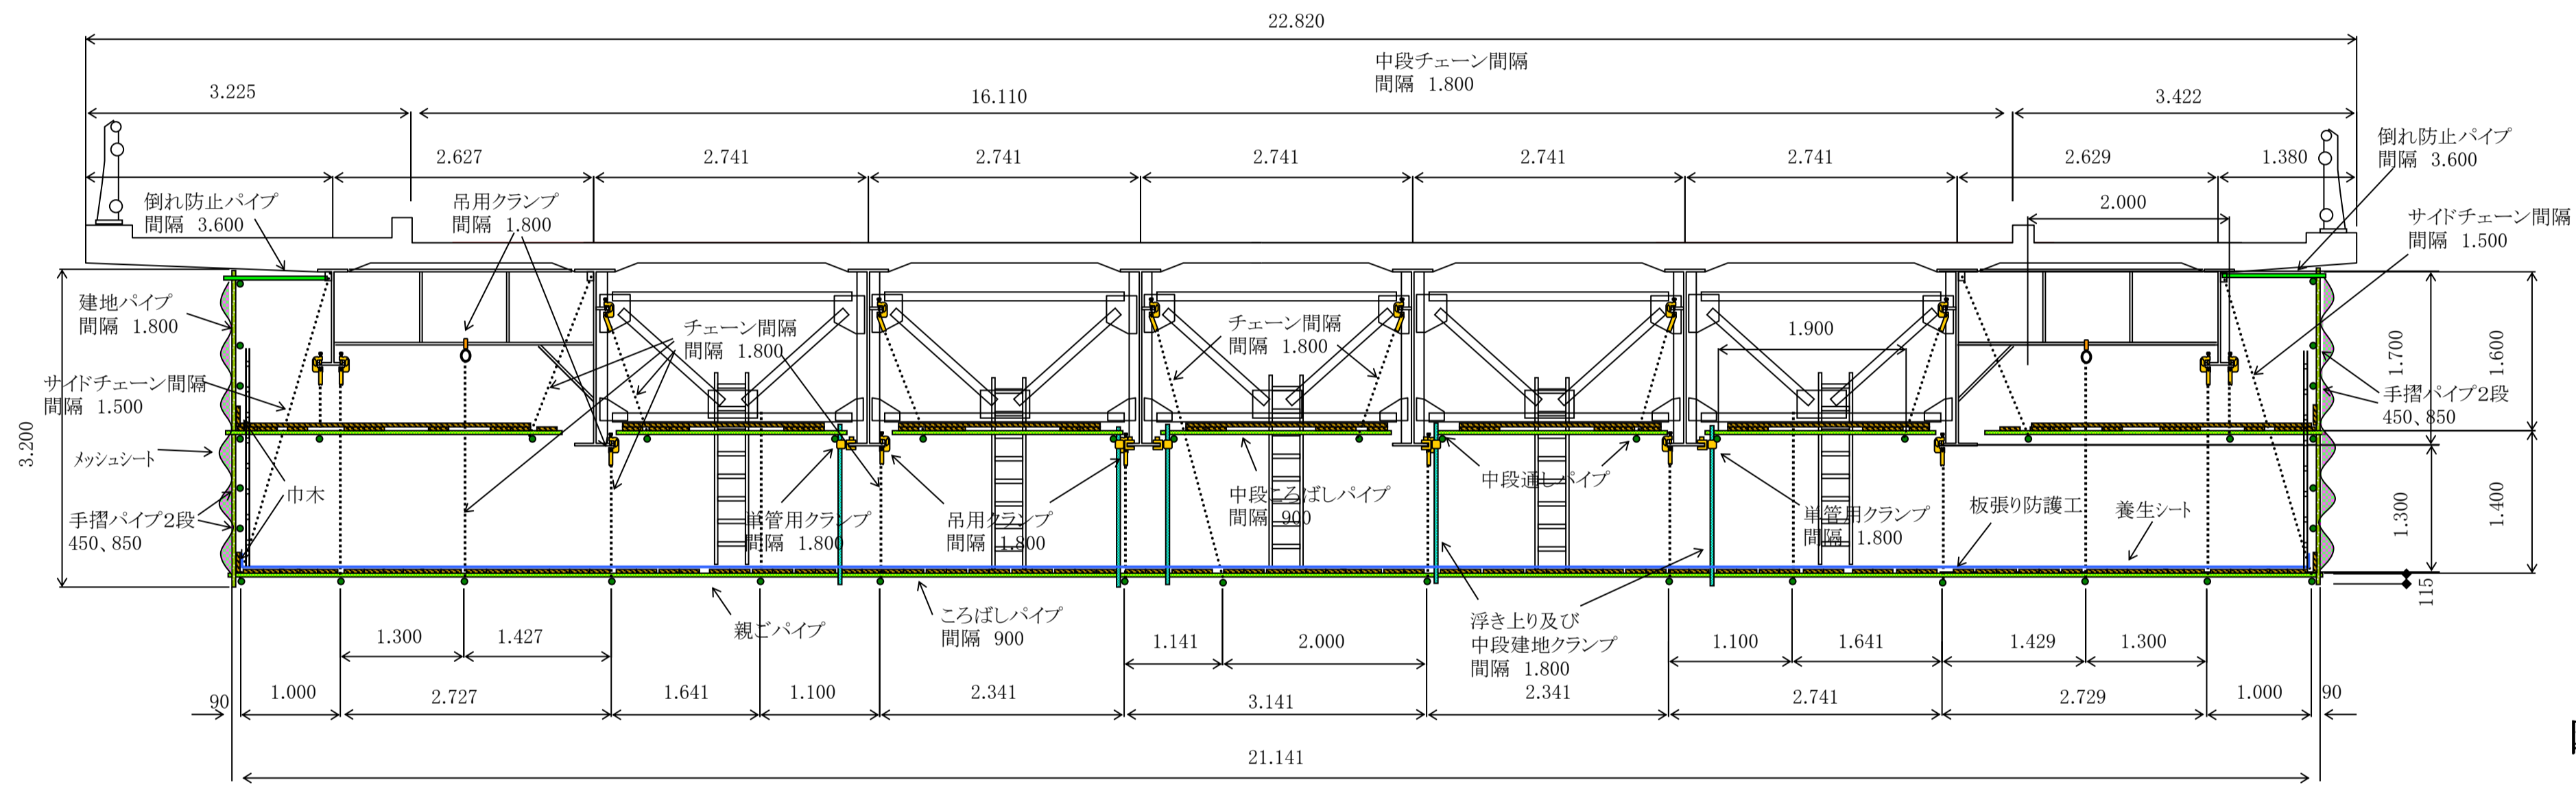 22.820
中段チェーン間隔
間隔 1.800
3.225
16.110
3.422
2.627
2.741
2.741
2.741
2.741
2.741
2.629
1.380
倒れ防止パイプ
間隔 3.600
倒れ防止パイプ
間隔 3.600
吊用クランプ
間隔 1.800
2.000
サイドチェーン間隔
間隔 1.500
建地パイプ
間隔 1.800
チェーン間隔
間隔 1.800
チェーン間隔
間隔 1.800
1.900
1.700
1.600
サイドチェーン間隔
間隔 1.500
手摺パイプ2段
450、850
3.200
メッシュシート
巾木
手摺パイプ2段
450、850
単管用クランプ
間隔 1.800
吊用クランプ
間隔 1.800
中段ころばしパイプ
間隔 900
中段通しパイプ
単管用クランプ
間隔 1.800
板張り防護工
養生シート
1.300
1.400
115
親ごパイプ
ころばしパイプ
間隔 900
浮き上り及び
中段建地クランプ
間隔 1.800
1.300
1.427
1.141
2.000
1.100
1.641
1.429
1.300
90
1.000
2.727
1.641
1.100
2.341
3.141
2.341
2.741
2.729
1.000
90
21.141